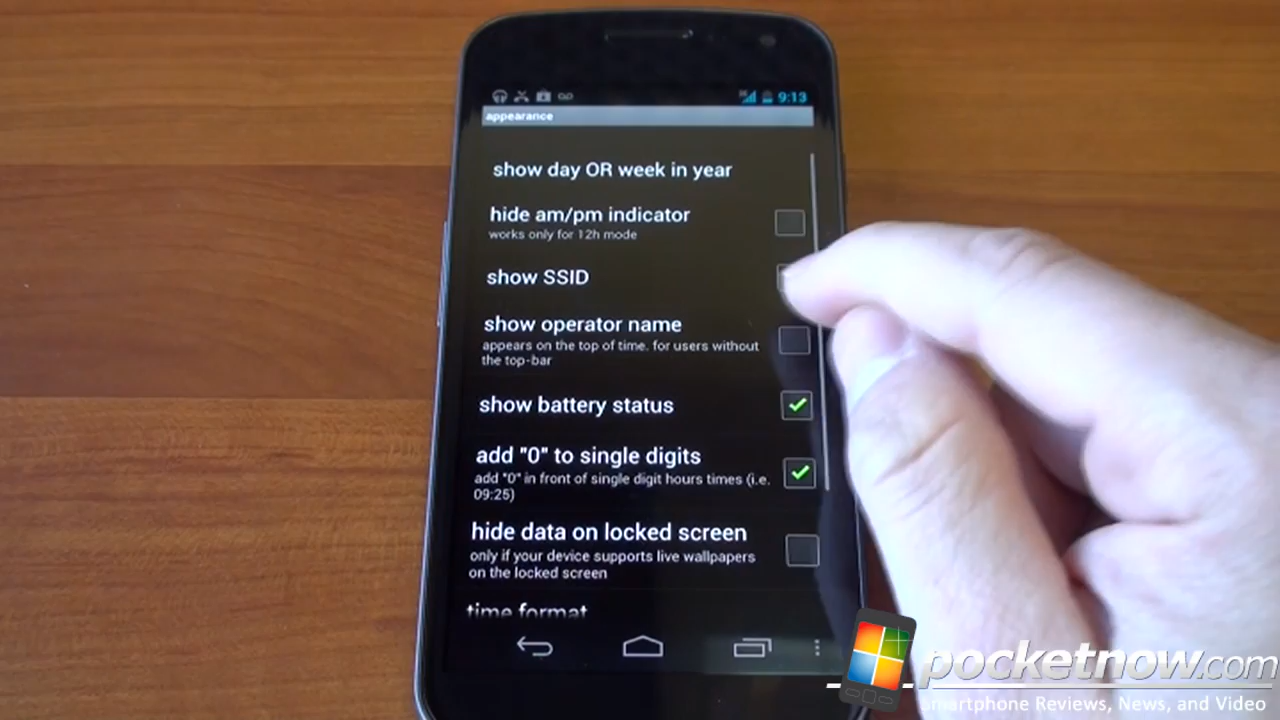 9:13
appearance
show day OR week in year
hide am/pm indicator
works only for 12h mode
show SSID
show operator name
appears on the top of time. for users without
the top-bar
show battery status
add "0" to single digits
add "0" in front of single digit hours times (i.e.
09:25)
hide data on locked screen
only if your device supports live wallpapers
on the locked screen
time format
pocketnow.com
Smartphone Reviews, News, and Video